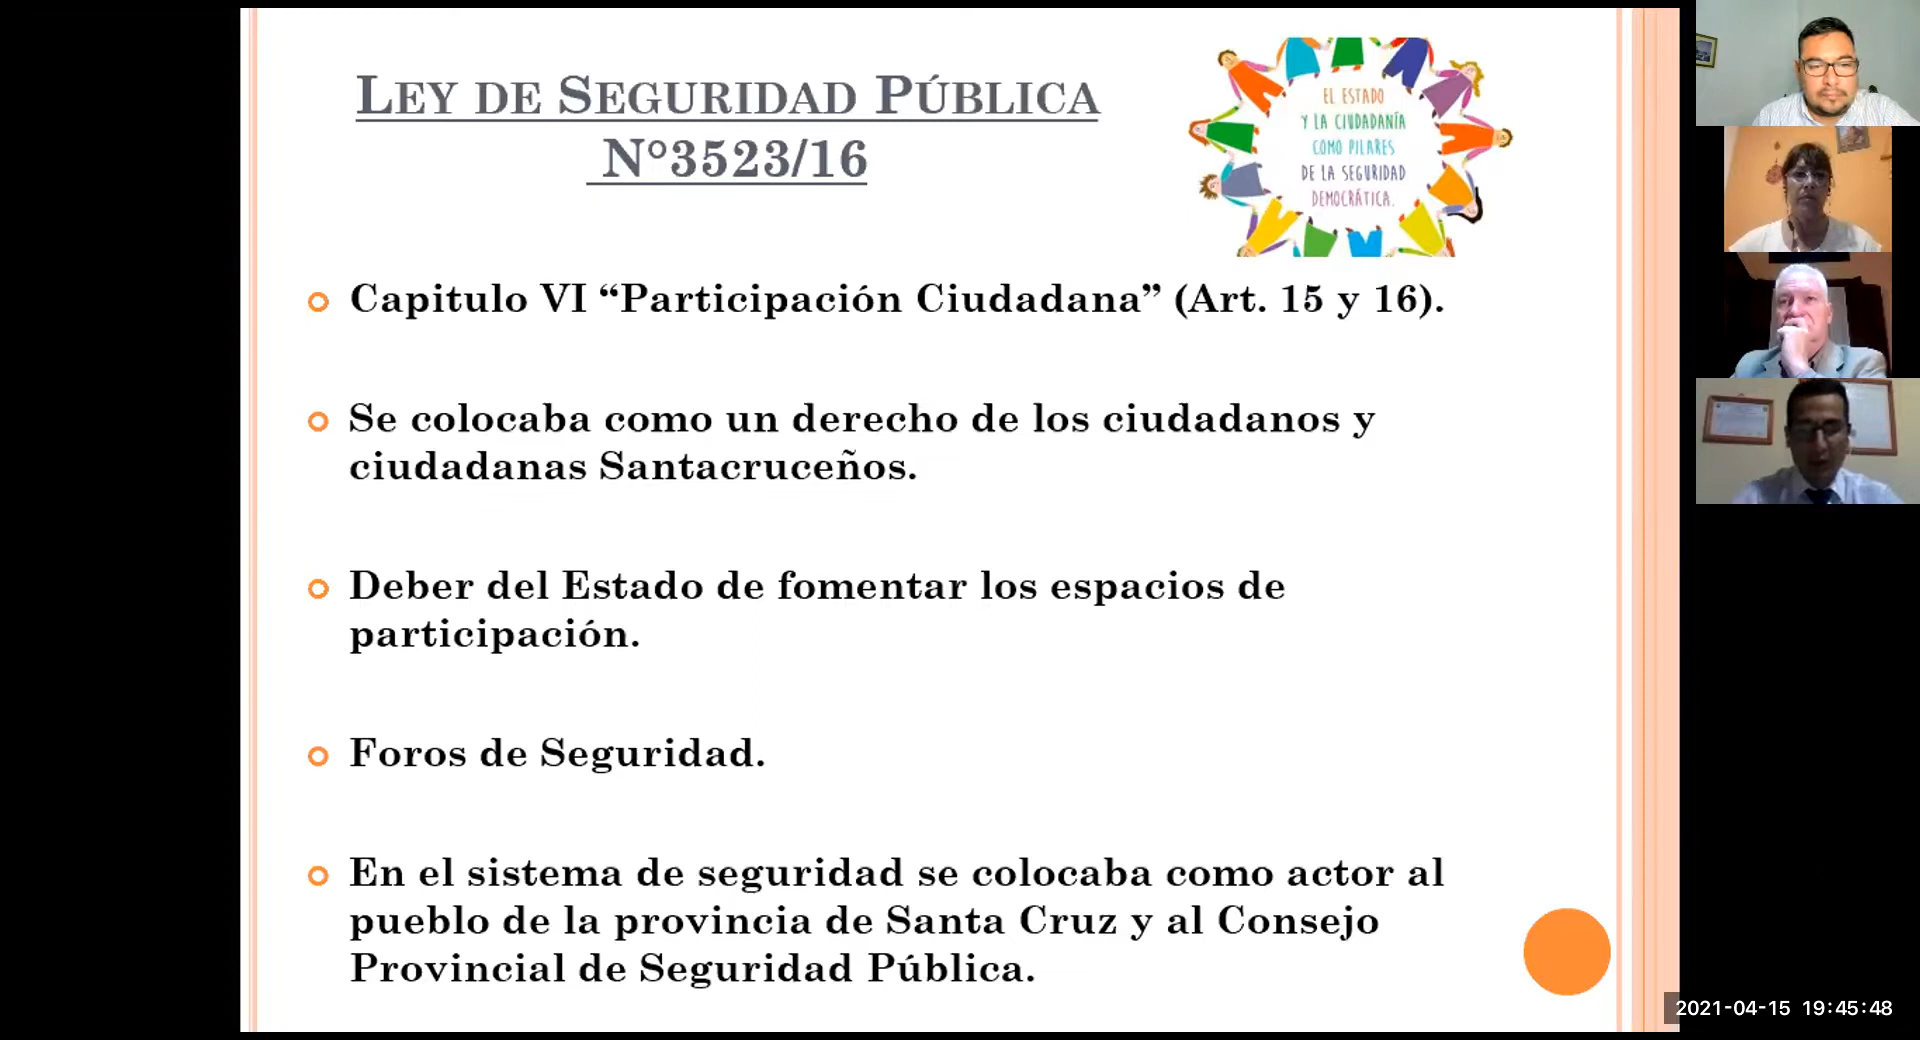 LEY DE SEGURIDAD PÚBLICA
N°3523/16
EL ESTADO
Y LA CIUDADANÍA
COMO PILARES
DE LA SEGURIDAD
DEMOCRÁTICA.
Capitulo VI “Participación Ciudadana” (Art. 15 y 16).
Se colocaba como un derecho de los ciudadanos y
ciudadanas Santacruceños.
Deber del Estado de fomentar los espacios de
participación.
Foros de Seguridad.
En el sistema de seguridad se colocaba como actor al
pueblo de la provincia de Santa Cruz y al Consejo
Provincial de Seguridad Pública.
2021-04-15 19:45:48